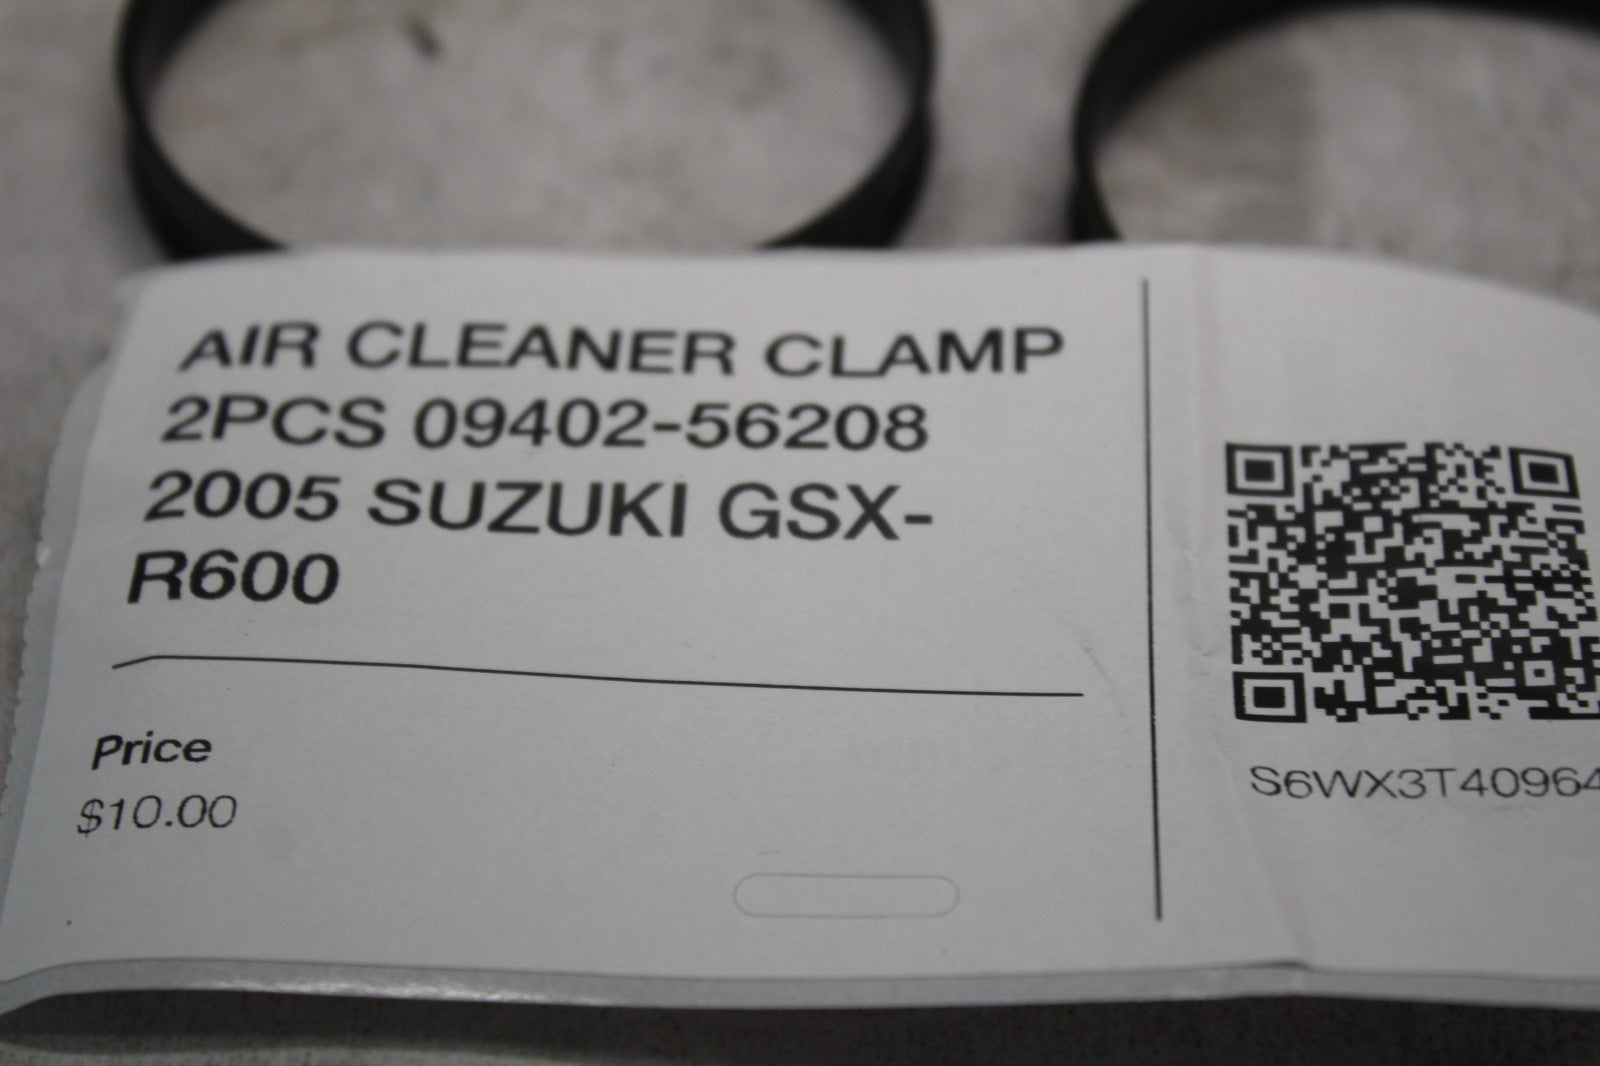 AIR CLEANER CLAMP
2PCS 09402-56208
2005 SUZUKI GSX-
R600
Price
$10.00
S6WX3T40964